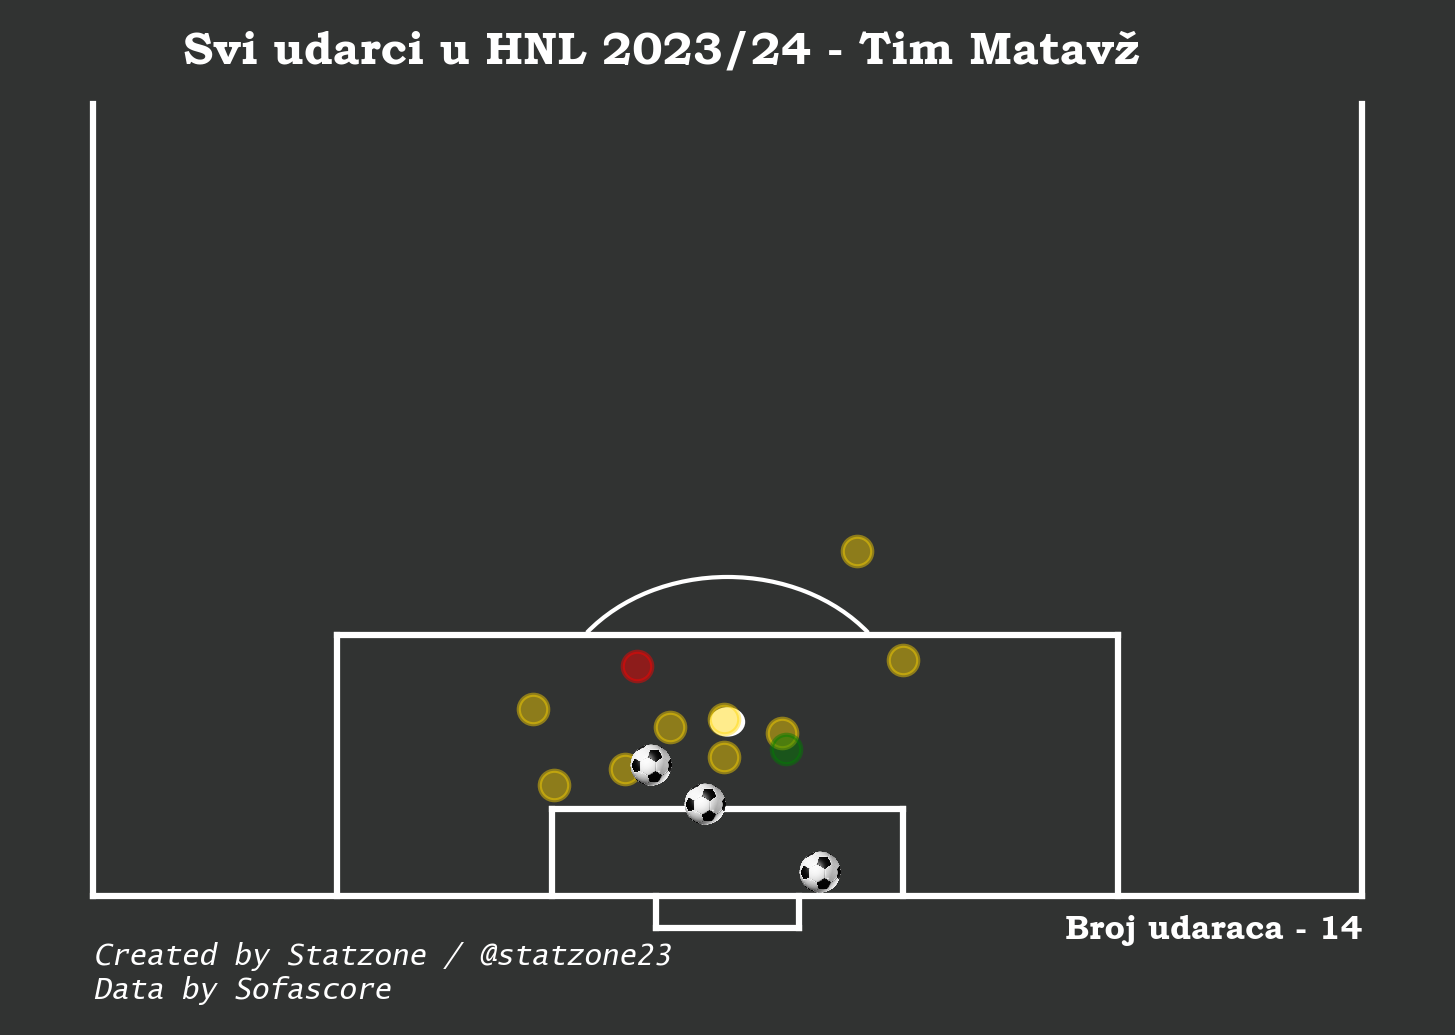 Svi udarci u HNL 2023/24 - Tim Matavž
Broj udaraca - 14
Created by Statzone / @statzone23
Data by Sofascore